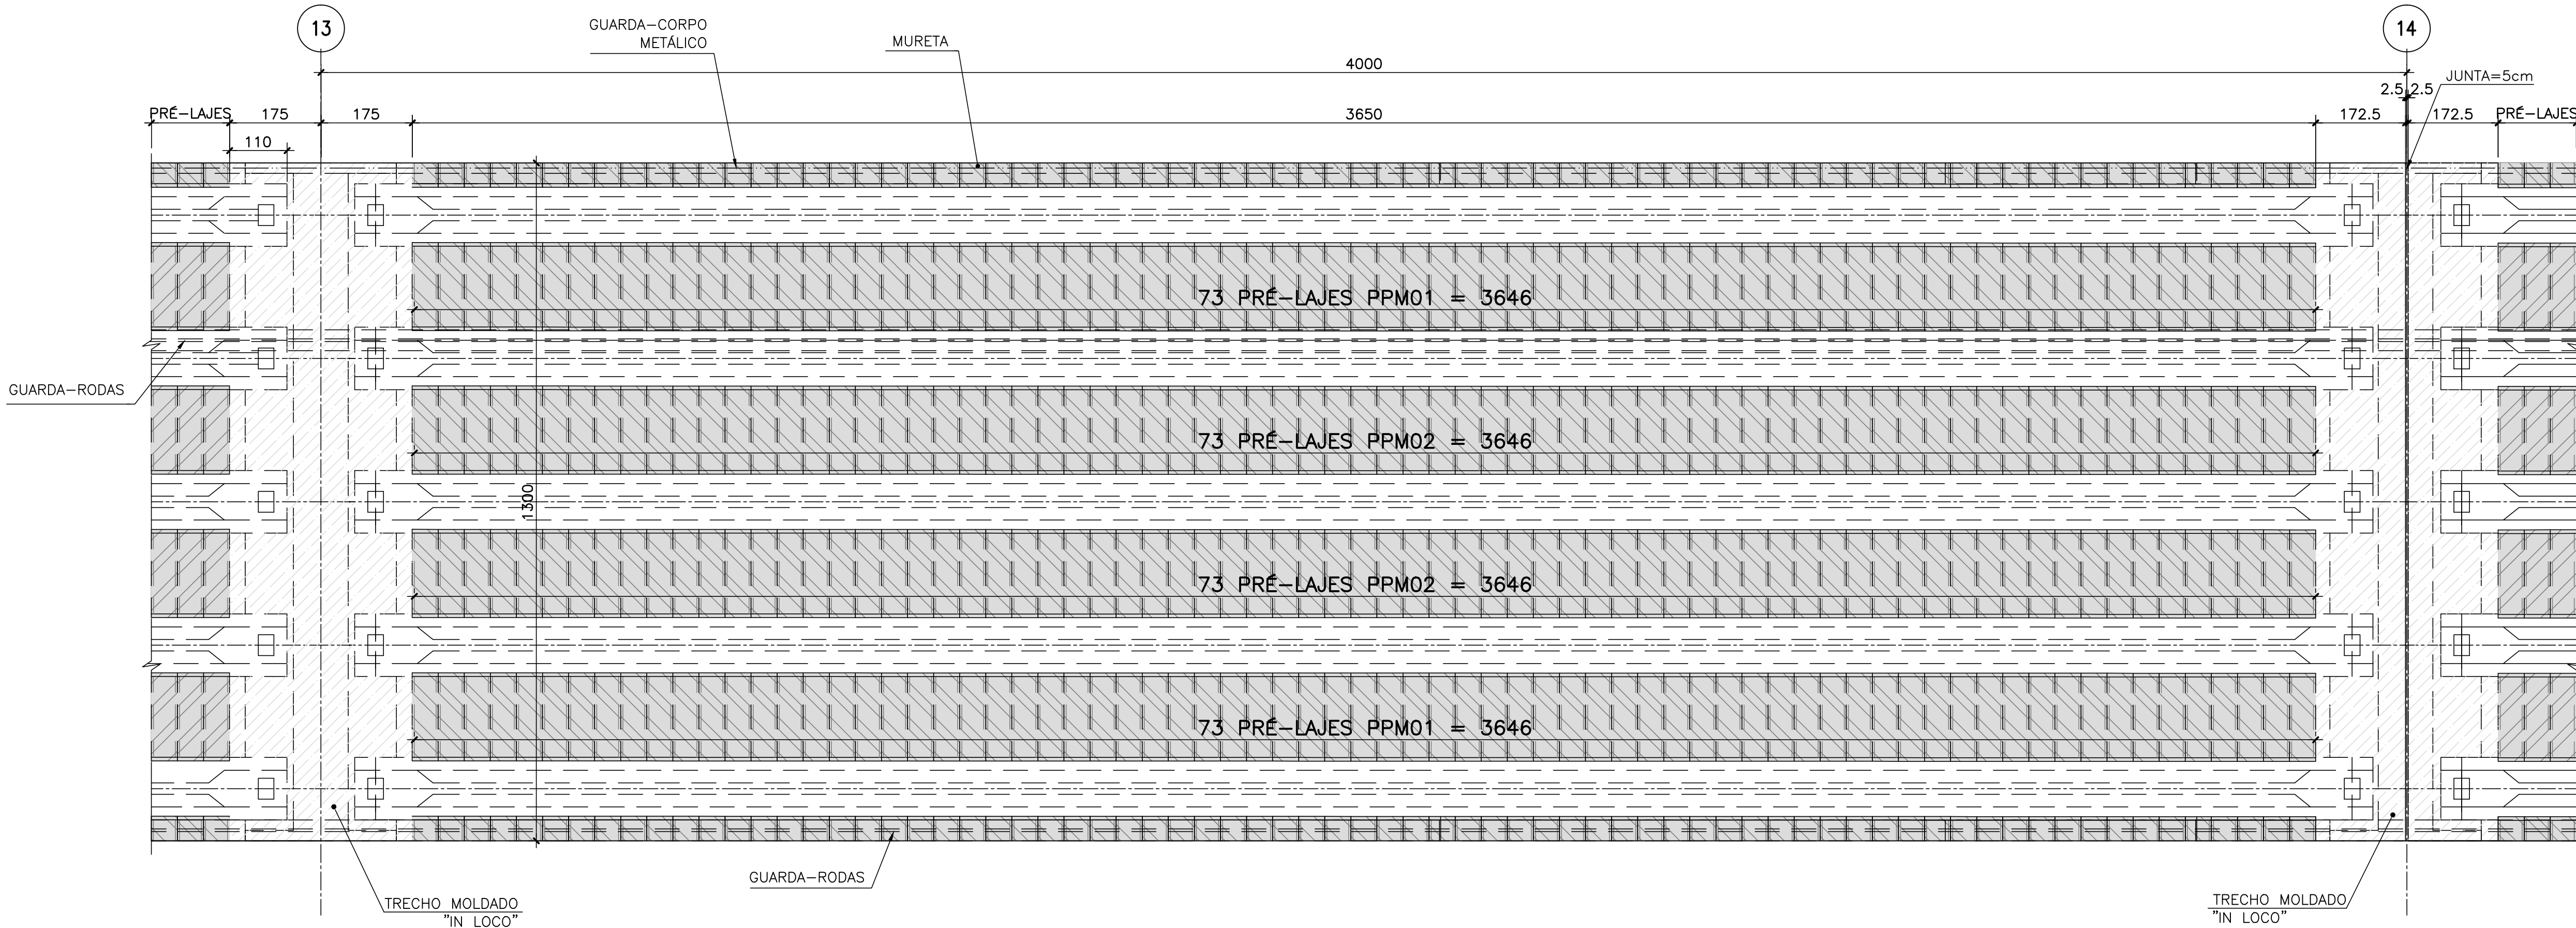 13
14
GUARDA-CORPO
METÁLICO
MURETA
4000
JUNTA=5cm
2.5
2.5
PRÉ-LAJES
175
175
3650
172.5
172.5
PRÉ-LAJES
110
73 PRÉ-LAJES PPM01 = 3646
GUARDA-RODAS
73 PRÉ-LAJES PPM02 = 3646
1300
73 PRÉ-LAJES PPM02 = 3646
73 PRÉ-LAJES PPM01 = 3646
GUARDA-RODAS
TRECHO MOLDADO
"IN LOCO"
TRECHO MOLDADO
"IN LOCO"